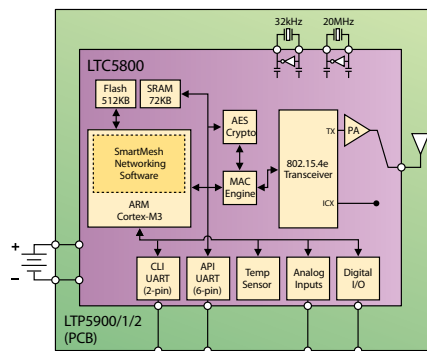 32kHz
20MHz
LTC5800
Flash
512KB
SRAM
72KB
AES
Crypto
TX
PA
SmartMesh
Networking
Software
802.15.4e
Transceiver
MAC
Engine
ARM
Cortex-M3
ICX
+
–
CLI
UART
(2-pin)
API
UART
(6-pin)
Temp
Sensor
Analog
Inputs
Digital
I/O
LTP5900/1/2
(PCB)